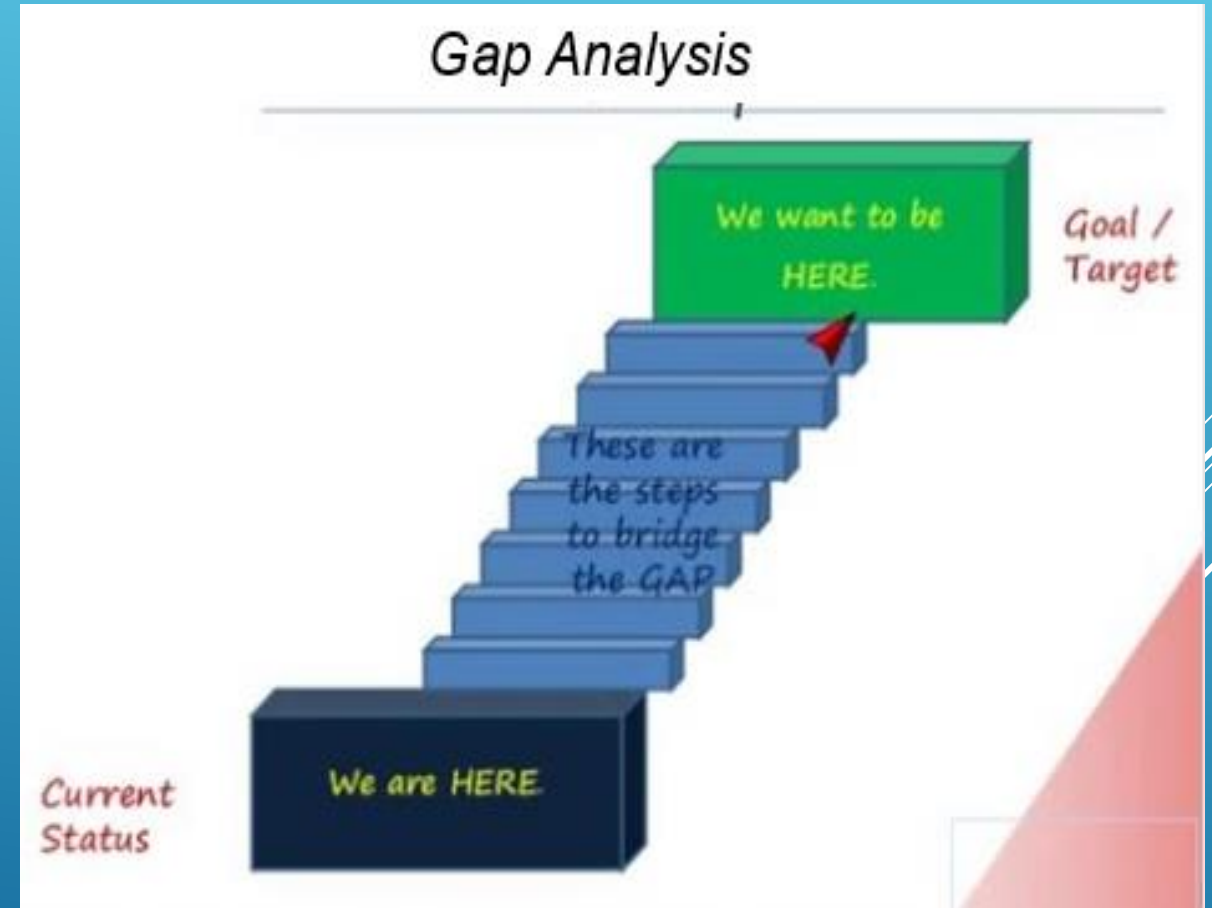 Gap Analysis
We want to be
HERE.
Goal /
Target
These are
the steps
to bridge
the GAP
We are HERE.
Current
Status